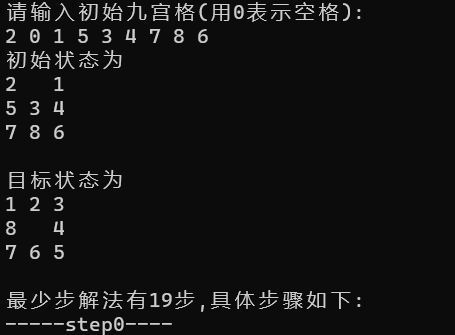 请输入初始九宫格(用0表示空格):
2 0 1 5 3 4 7 8 6
初始状态为
2   1
5 3 4
7 8 6
目标状态为
1 2 3
8   4
7 6 5
最少步解法有19步,具体步骤如下:
-----step0----